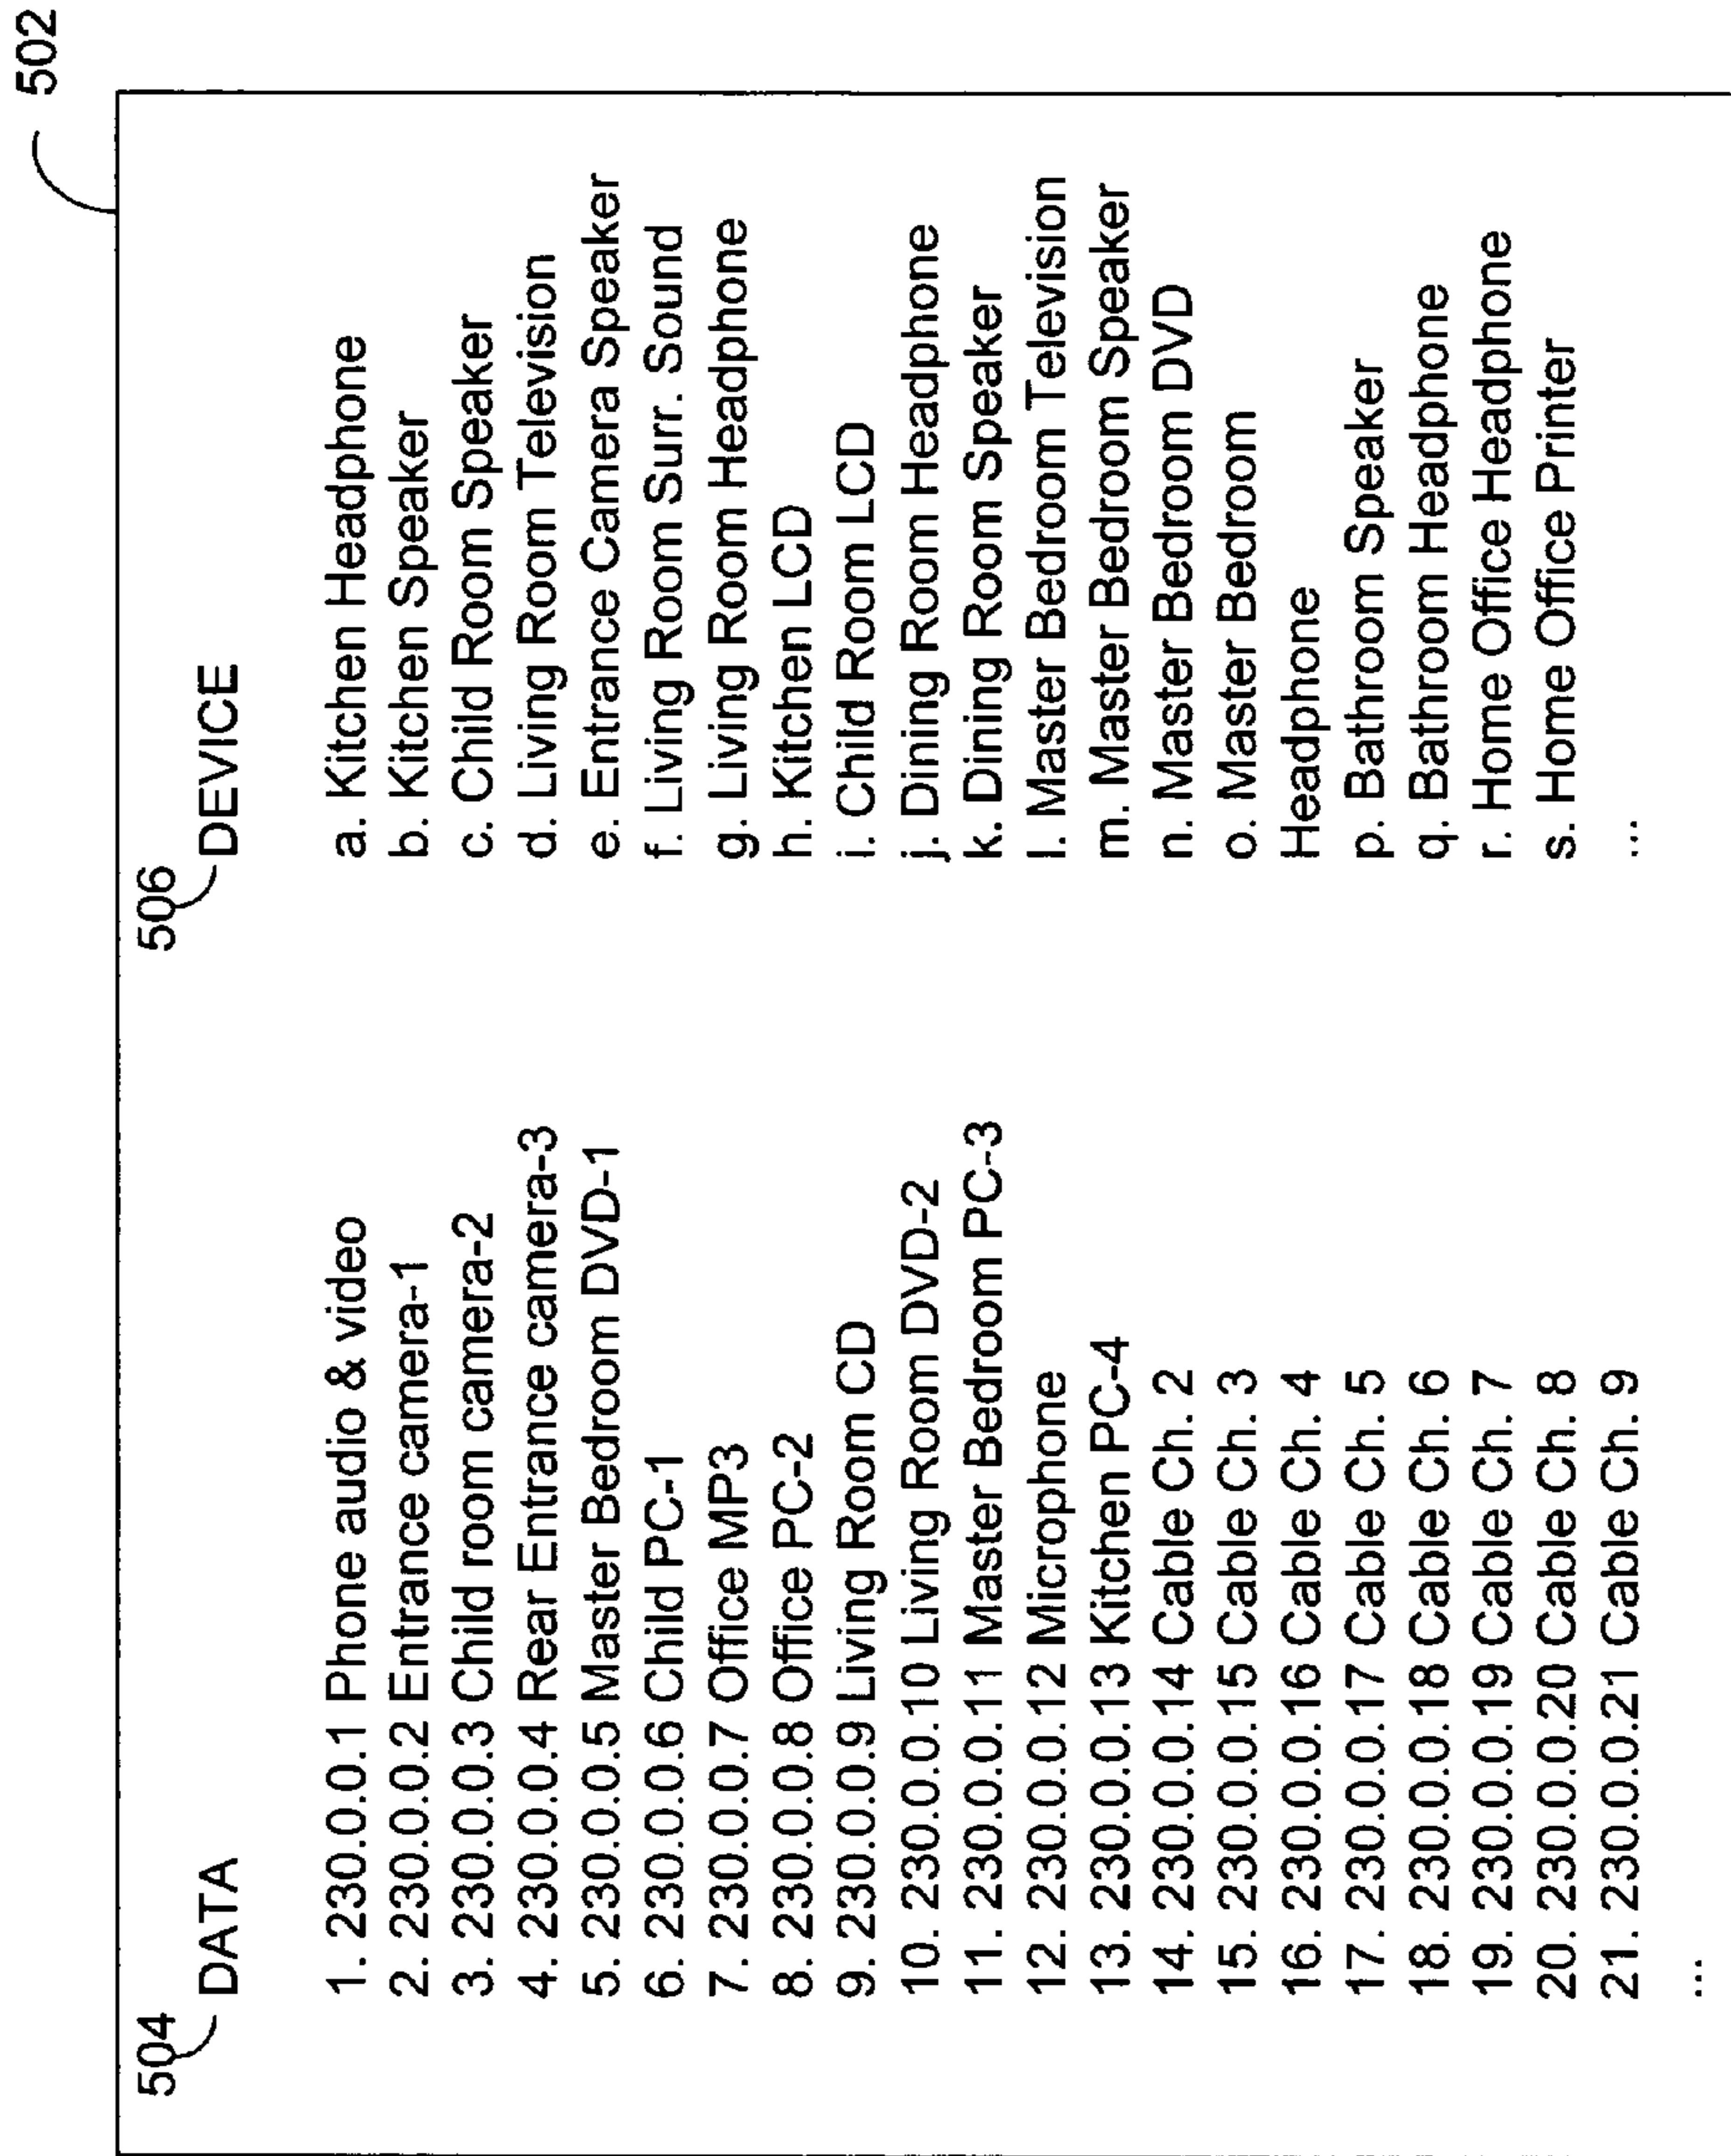 502
504
DATA
1. 230.0.0.1 Phone audio & video
2. 230.0.0.2 Entrance camera-1
3. 230.0.0.3 Child room camera-2
4. 230.0.0.4 Rear Entrance camera-3
5. 230.0.0.5 Master Bedroom DVD-1
6. 230.0.0.6 Child PC-1
7. 230.0.0.7 Office MP3
8. 230.0.0.8 Office PC-2
9. 230.0.0.9 Living Room CD
10. 230.0.0.10 Living Room DVD-2
11. 230.0.0.11 Master Bedroom PC-3
12. 230.0.0.12 Microphone
13. 230.0.0.13 Kitchen PC-4
14. 230.0.0.14 Cable Ch. 2
15. 230.0.0.15 Cable Ch. 3
16. 230.0.0.16 Cable Ch. 4
17. 230.0.0.17 Cable Ch. 5
18. 230.0.0.18 Cable Ch. 6
19. 230.0.0.19 Cable Ch. 7
20. 230.0.0.20 Cable Ch. 8
21. 230.0.0.21 Cable Ch. 9
...
506
DEVICE
a. Kitchen Headphone
b. Kitchen Speaker
c. Child Room Speaker
d. Living Room Television
e. Entrance Camera Speaker
f. Living Room Surr. Sound
g. Living Room Headphone
h. Kitchen LCD
i. Child Room LCD
j. Dining Room Headphone
k. Dining Room Speaker
l. Master Bedroom Television
m. Master Bedroom Speaker
n. Master Bedroom DVD
o. Master Bedroom
Headphone
p. Bathroom Speaker
q. Bathroom Headphone
r. Home Office Headphone
s. Home Office Printer
...